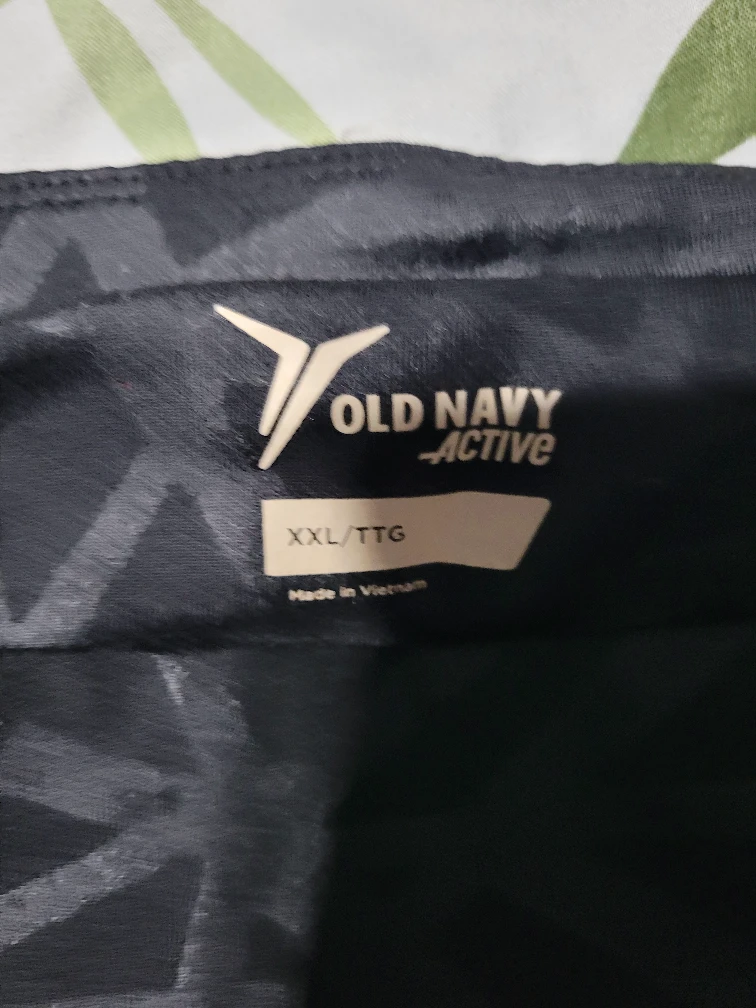 OLD NAVY
ACTIVE
XXL/TTG
Made in Vietnam